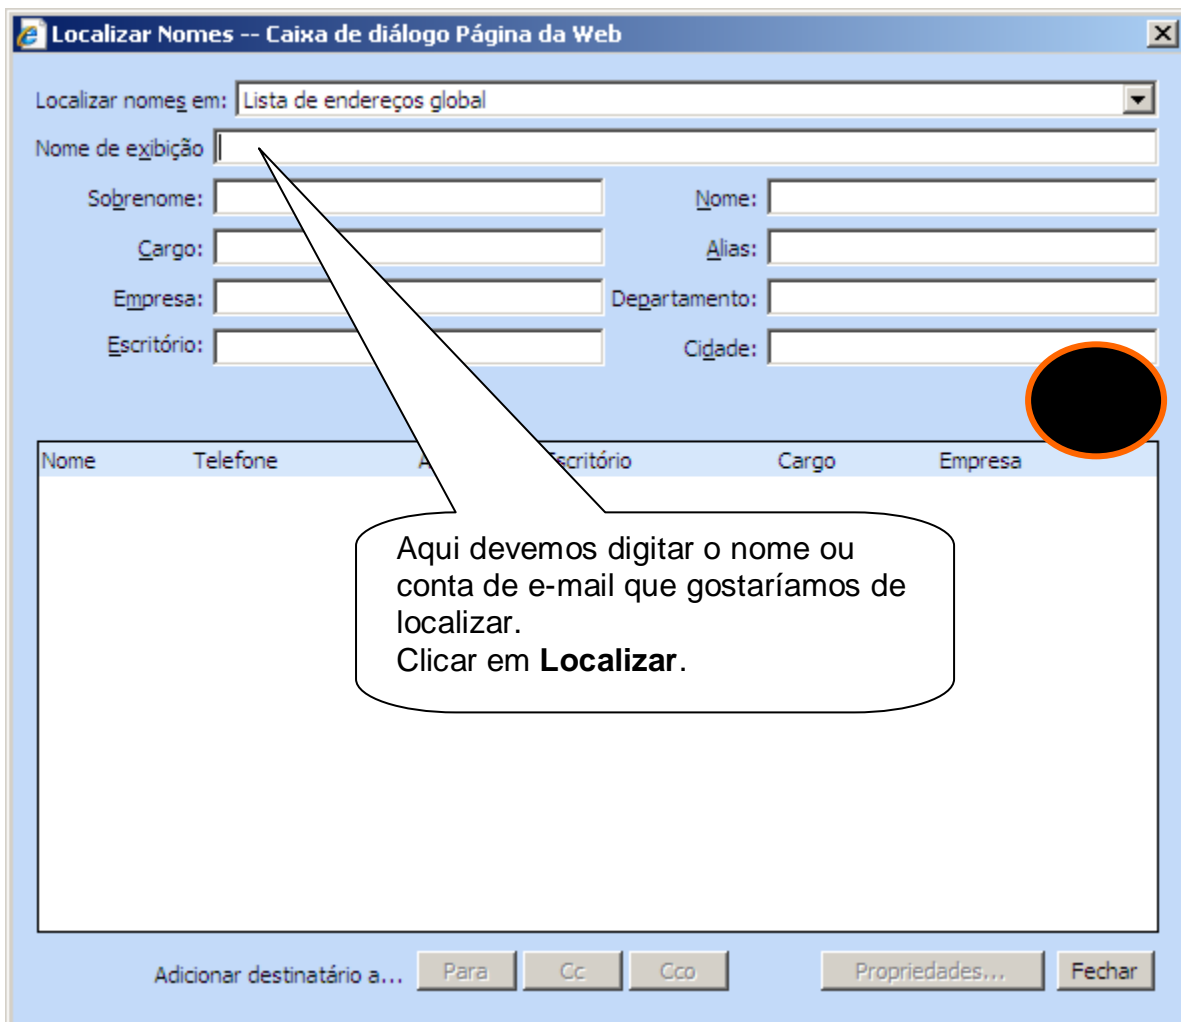 Localizar Nomes -- Caixa de diálogo Página da Web
Localizar nomes em: Lista de endereços global
Nome de exibição
Sobrenome: Nome:
Cargo: Alias:
Empresa: Departamento:
Escritório: Cidade:
Nome Telefone Escritório Cargo Empresa
Aqui devemos digitar o nome ou
conta de e-mail que gostaríamos de
localizar.
Clicar em Localizar.
Adicionar destinatário a... Para Cc Cco Propriedades... Fechar